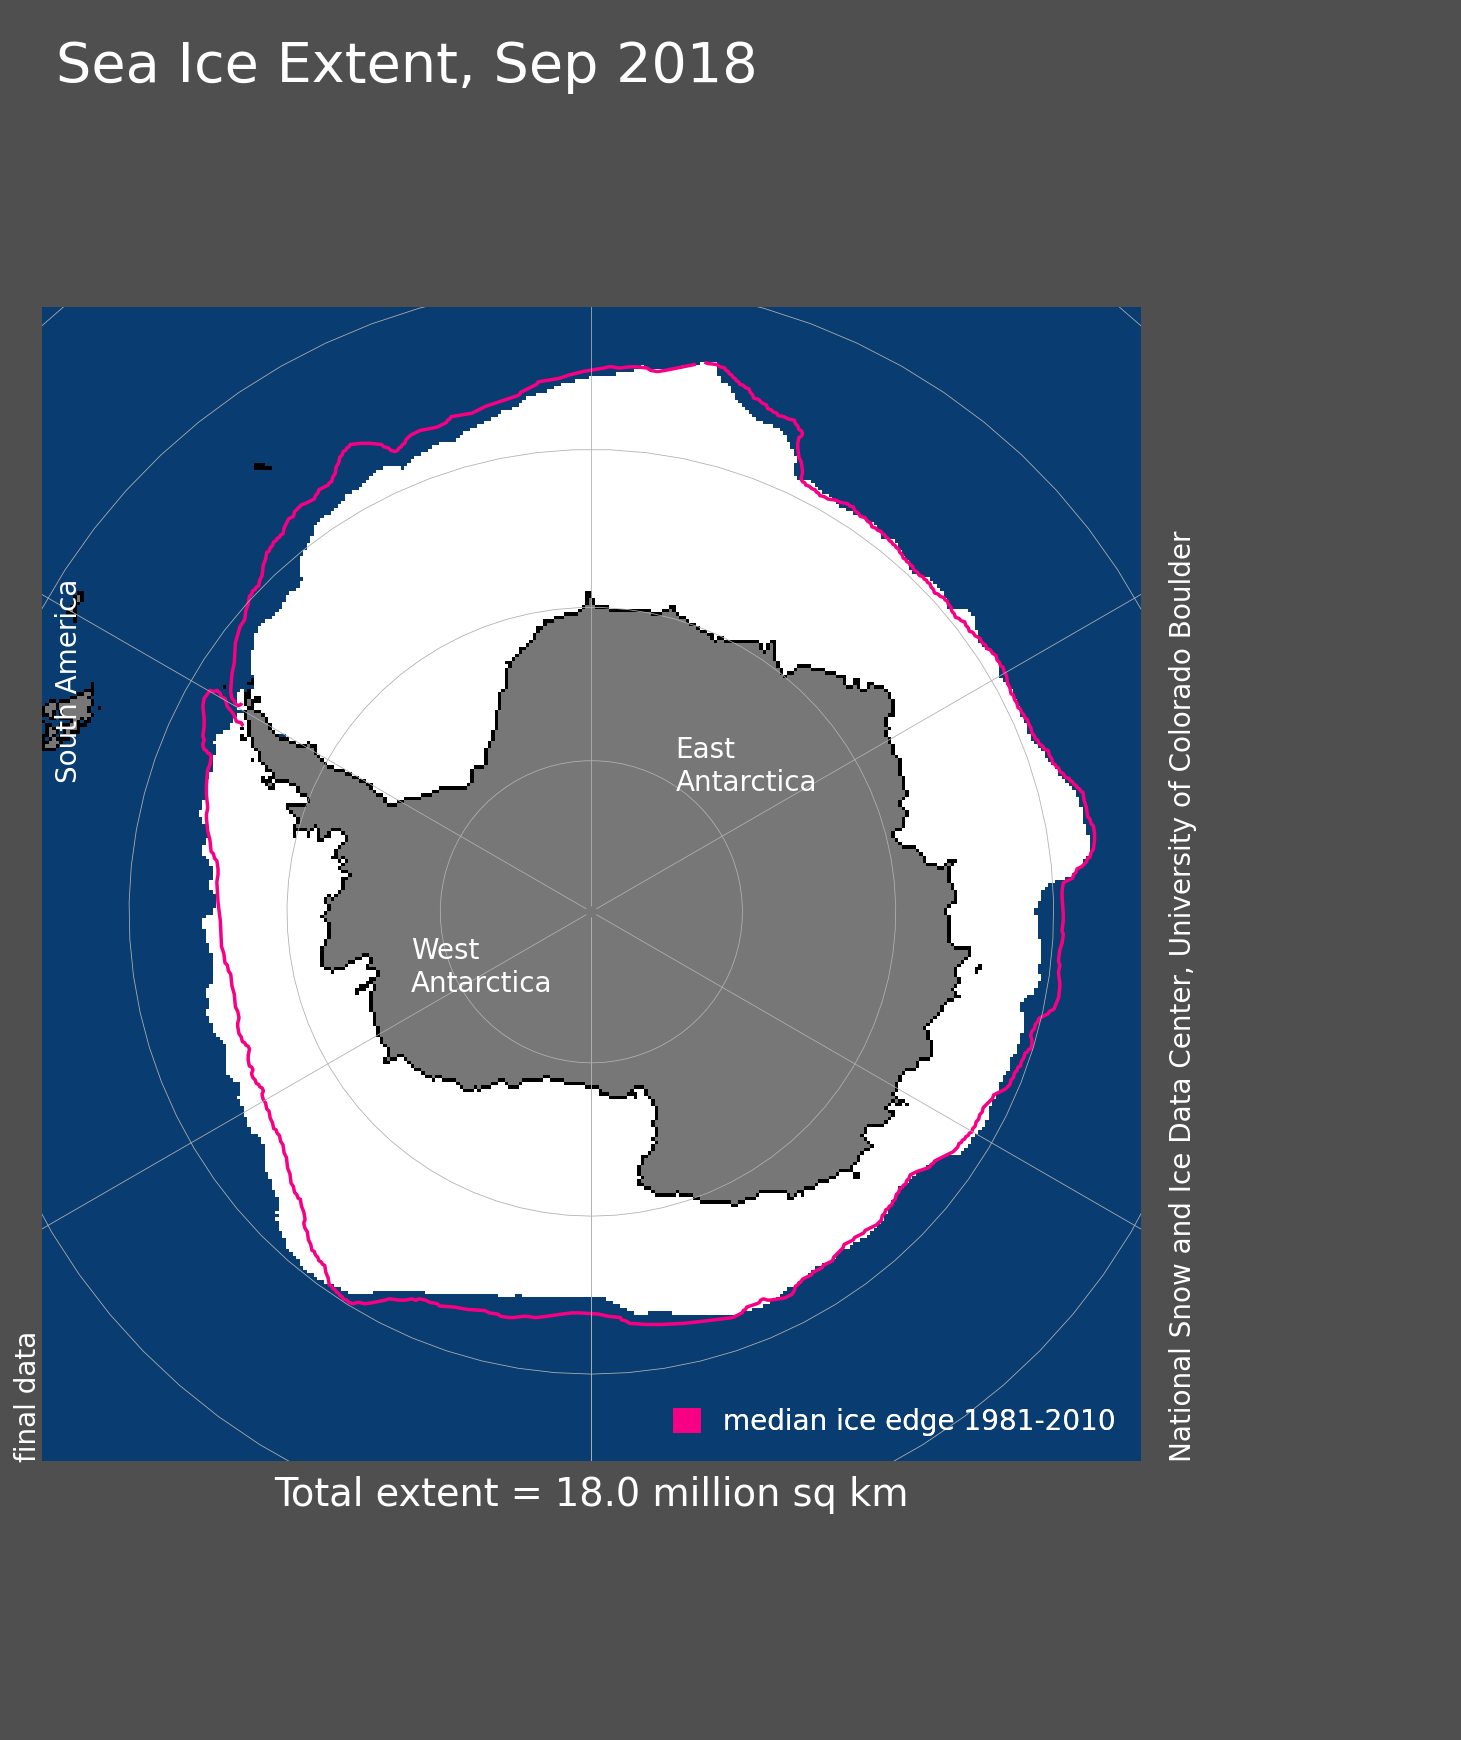 Sea Ice Extent, Sep 2018
South America
East
Antarctica
West
Antarctica
median ice edge 1981-2010
final data
National Snow and Ice Data Center, University of Colorado Boulder
Total extent = 18.0 million sq km